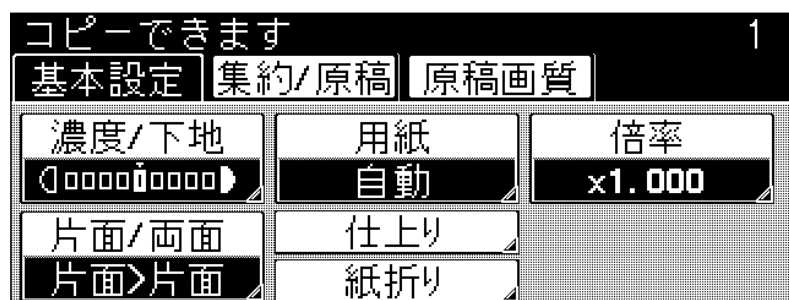 コピーできます 1
基本設定 集約/原稿 原稿画質
濃度/下地 用紙 倍率
自動 x1.000
片面/両面 仕上り
片面>片面 紙折り